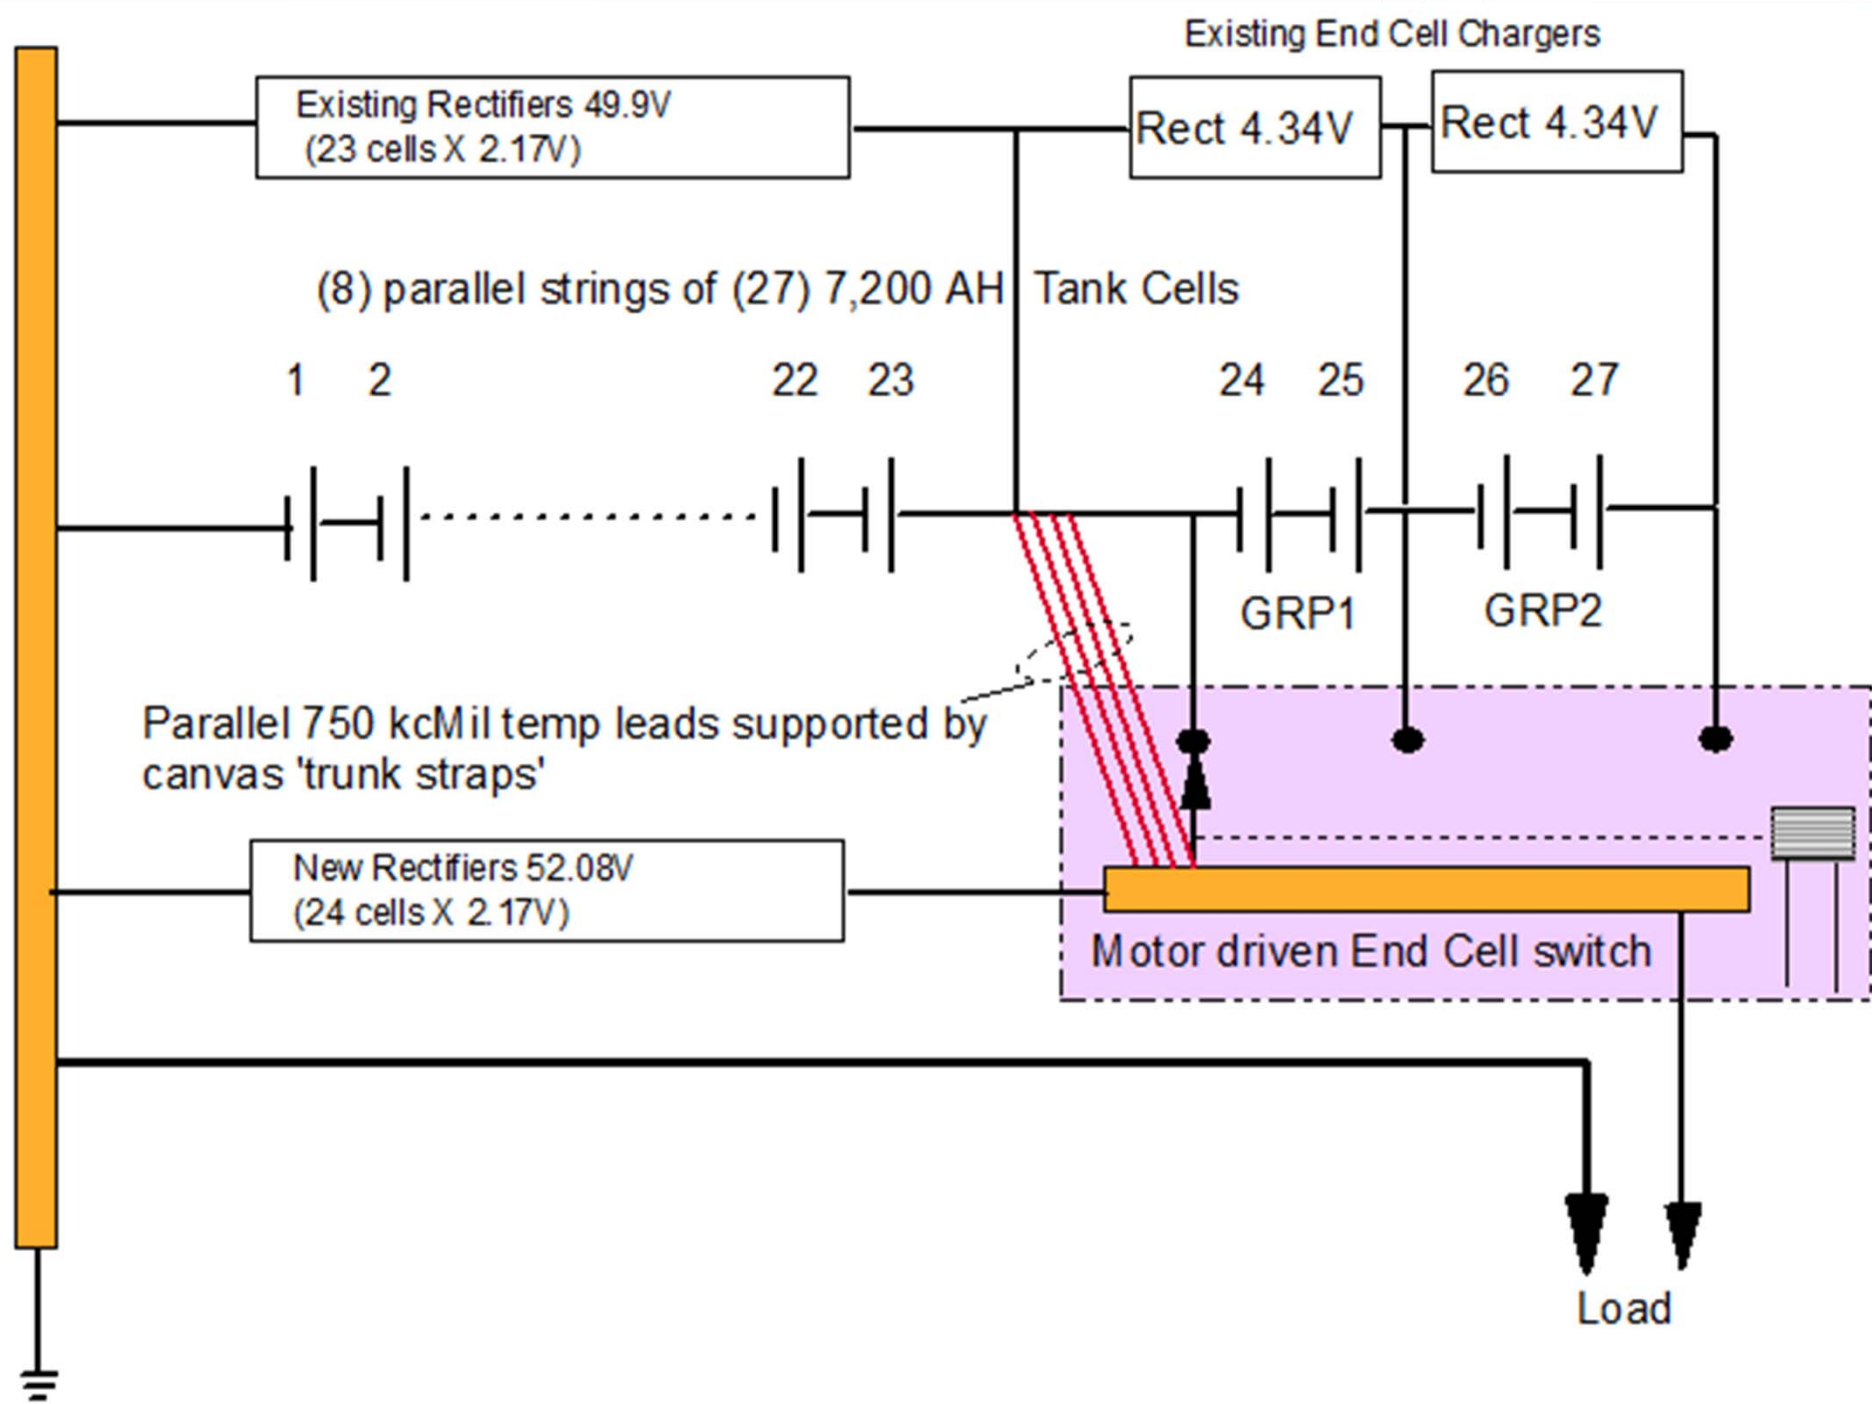 Existing End Cell Chargers
Existing Rectifiers 49.9V
(23 cells X 2.17V)
Rect 4.34V
Rect 4.34V
(8) parallel strings of (27) 7,200 AH Tank Cells
1 2 22 23 24 25 26 27
GRP1 GRP2
Parallel 750 kcMil temp leads supported by
canvas 'trunk straps'
New Rectifiers 52.08V
(24 cells X 2.17V)
Motor driven End Cell switch
Load